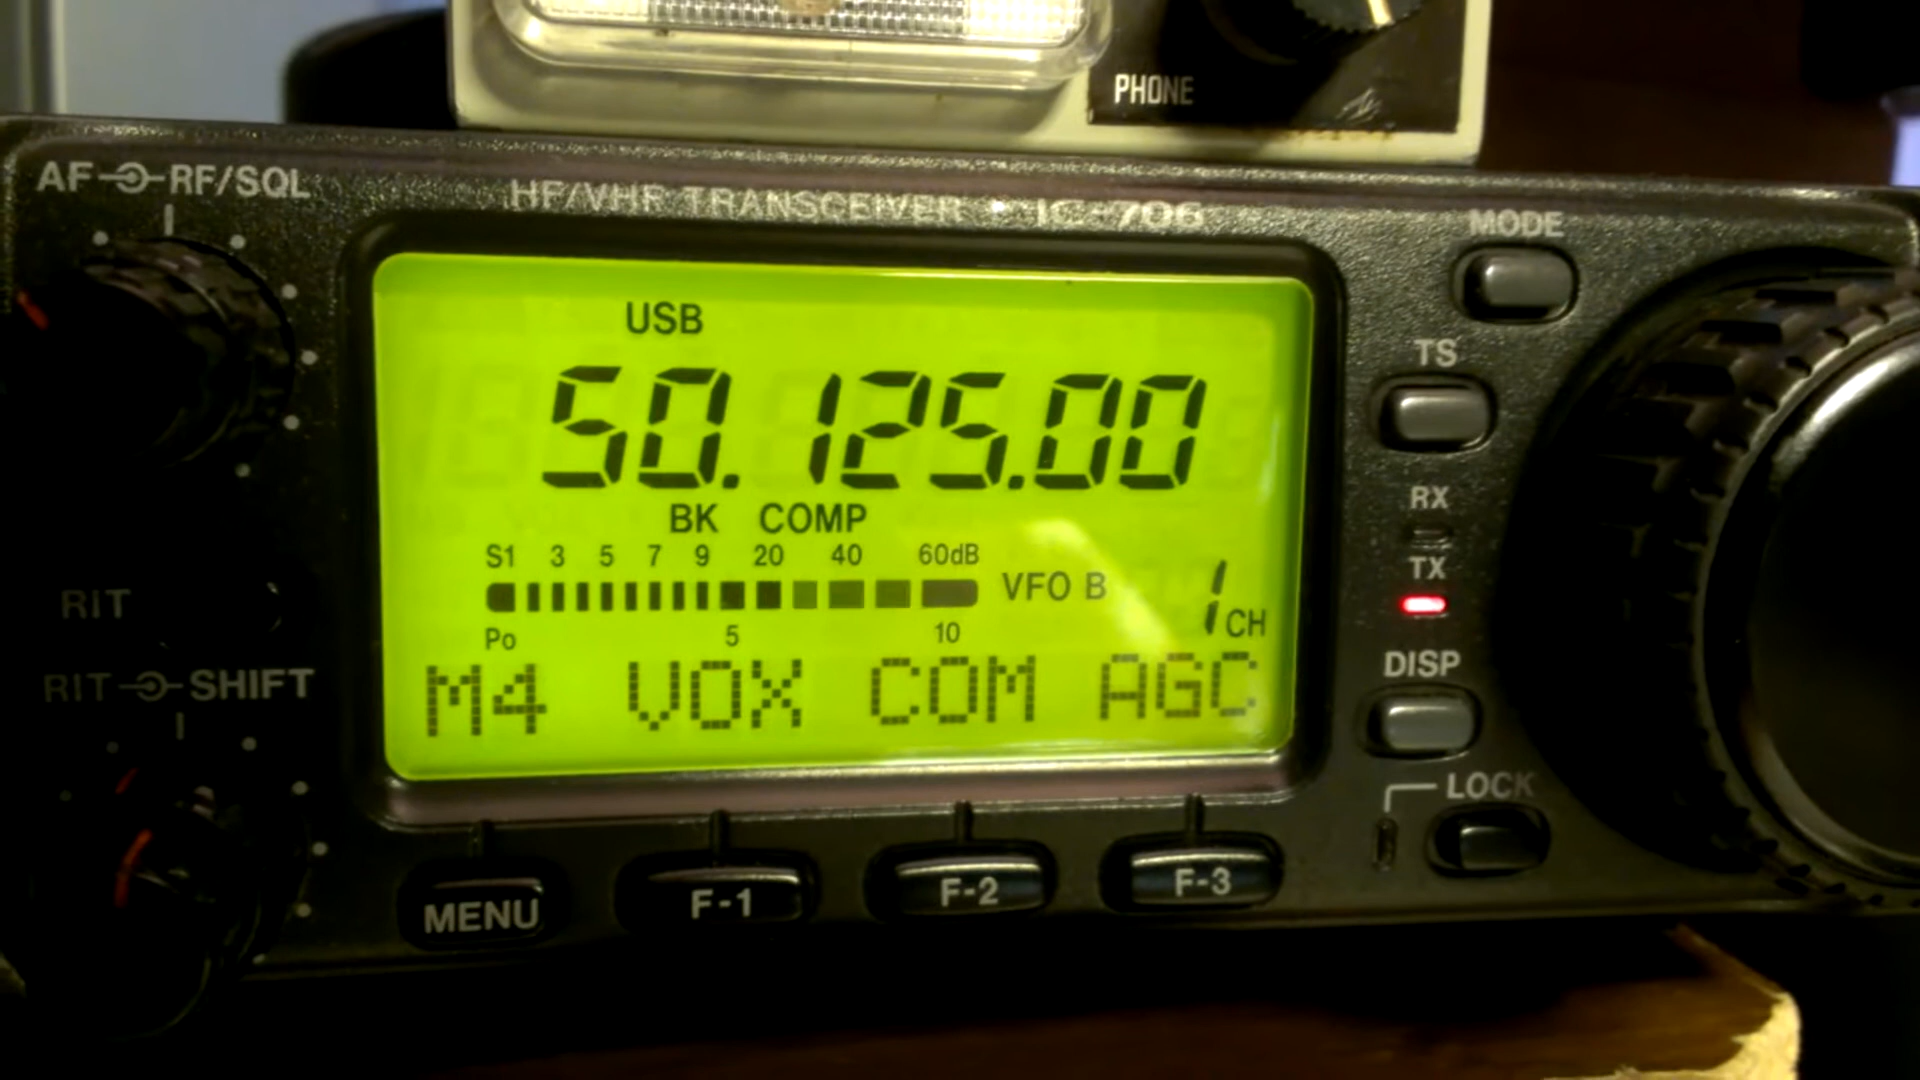 PHONE
AF RF/SQL
HF/VHF TRANSCEIVER • IC-706
MODE
USB
TS
50.125.00
RX
BK COMP
S1 3 5 7 9 20 40 60dB
TX
VFO B 1CH
RIT
Po 5 10
DISP
RIT SHIFT
M4 VOX COM AGC
LOCK
MENU F-1 F-2 F-3